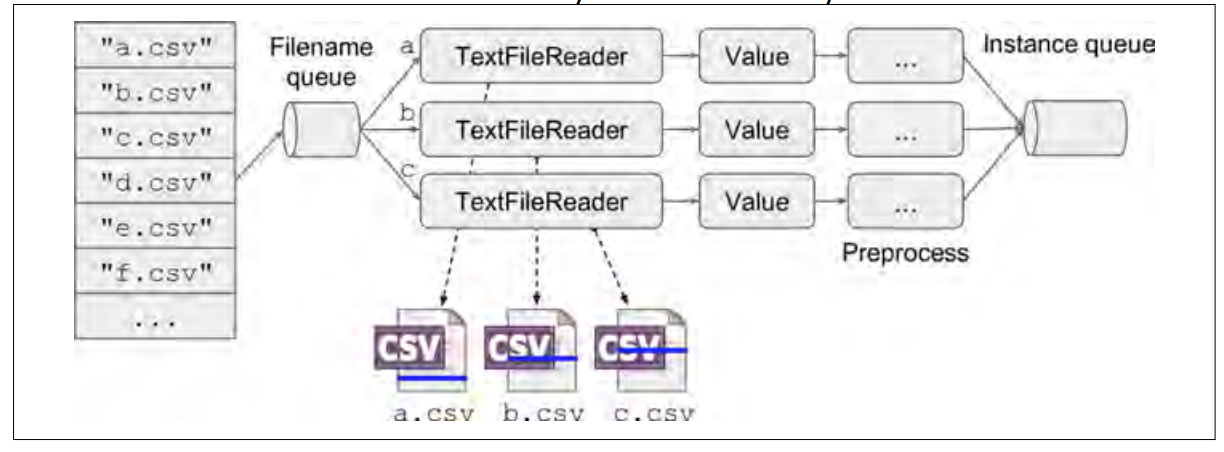 "a.csv"
"b.csv"
"c.csv"
"d.csv"
"e.csv"
"f.csv"
...
Filename
queue
a
TextFileReader
Value
...
b
TextFileReader
Value
...
c
TextFileReader
Value
...
Preprocess
Instance queue
CSV
CSV
CSV
a.csv
b.csv
c.csv